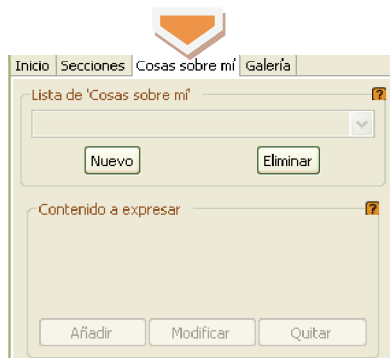 Inicio Secciones Cosas sobre mí Galería
Lista de 'Cosas sobre mí' ?
Nuevo Eliminar
Contenido a expresar ?
Añadir Modificar Quitar